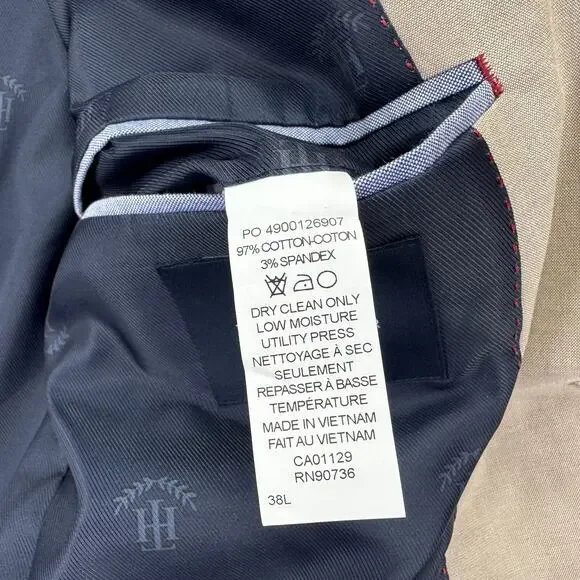 PO 4900126907
97% COTTON-COTON
3% SPANDEX
DRY CLEAN ONLY
LOW MOISTURE
UTILITY PRESS
NETTOYAGE À SEC
SEULEMENT
REPASSER À BASSE
TEMPÉRATURE
MADE IN VIETNAM
FAIT AU VIETNAM
CA01129
RN90736
38L